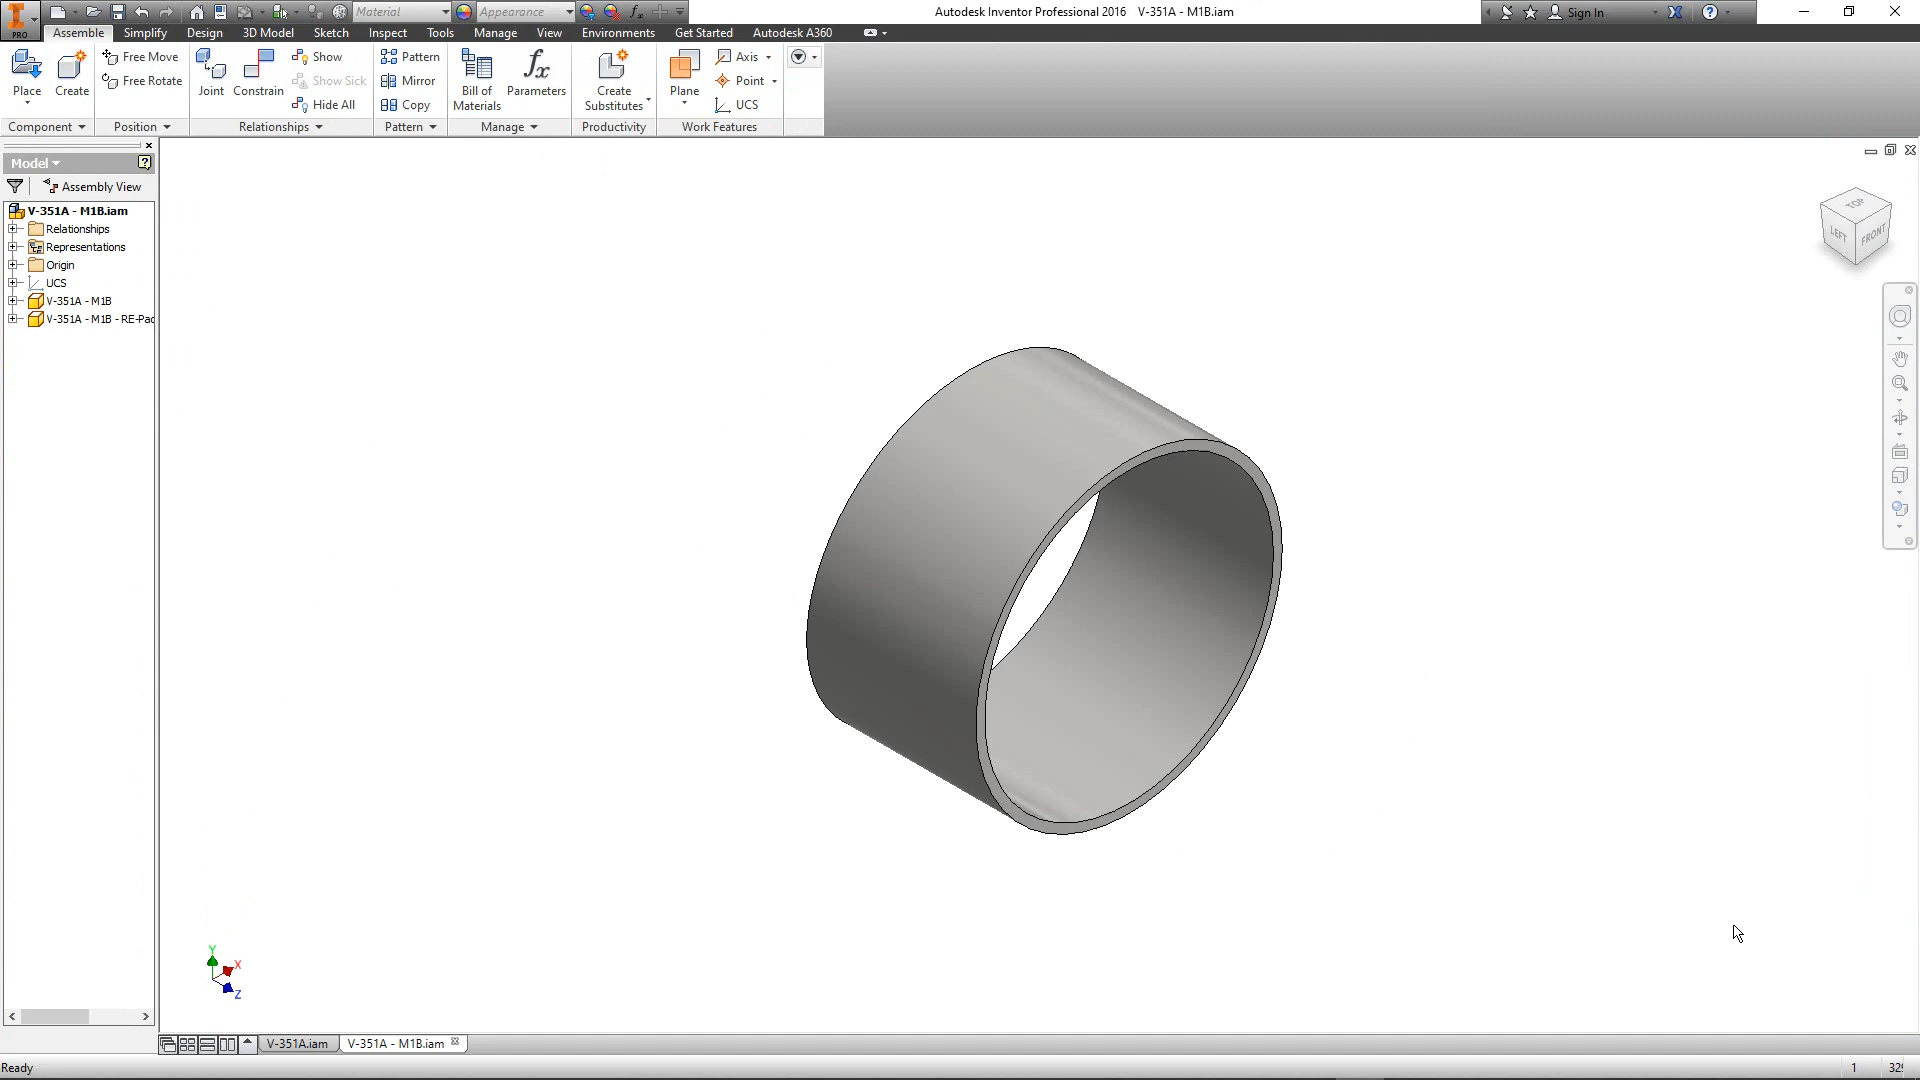 Material
Appearance
Autodesk Inventor Professional 2016 V-351A - M1B.iam
Sign In
PRO
Assemble Simplify Design 3D Model Sketch Inspect Tools Manage View Environments Get Started Autodesk A360
Place
Create
Free Move
Free Rotate
Joint
Constrain
Show
Show Sick
Hide All
Pattern
Mirror
Copy
Bill of
Materials
Parameters
Create
Substitutes
Plane
Axis
Point
UCS
Component Position Relationships Pattern Manage Productivity Work Features
Model
Assembly View
V-351A - M1B.iam
Relationships
Representations
Origin
UCS
V-351A - M1B
V-351A - M1B - RE-Pad
TOP
LEFT
FRONT
Y
X
Z
V-351A.iam
V-351A - M1B.iam
Ready
1